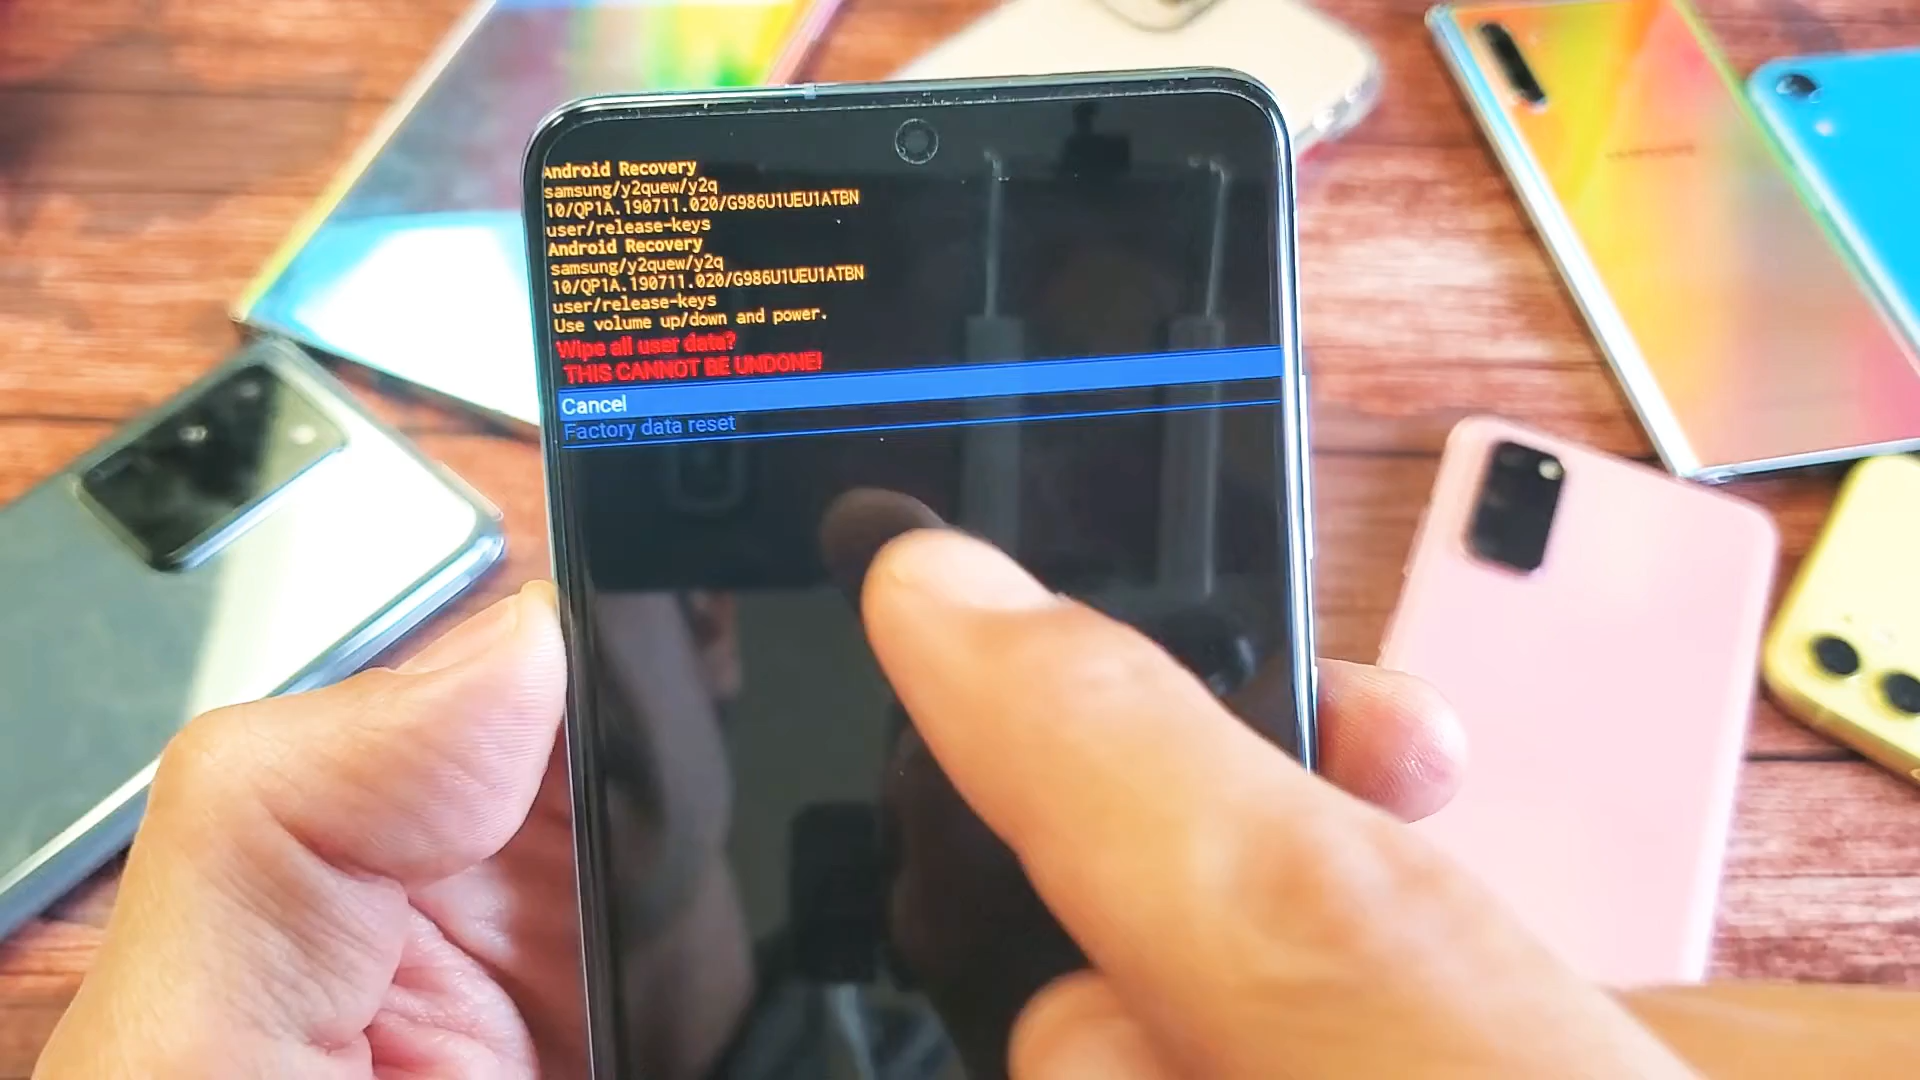 Android Recovery
samsung/y2quew/y2q
10/QP1A.190711.020/G986U1UEU1ATBN
user/release-keys
Android Recovery
samsung/y2quew/y2q
10/QP1A.190711.020/G986U1UEU1ATBN
user/release-keys
Use volume up/down and power.
Wipe all user data?
THIS CANNOT BE UNDONE!
Cancel
Factory data reset